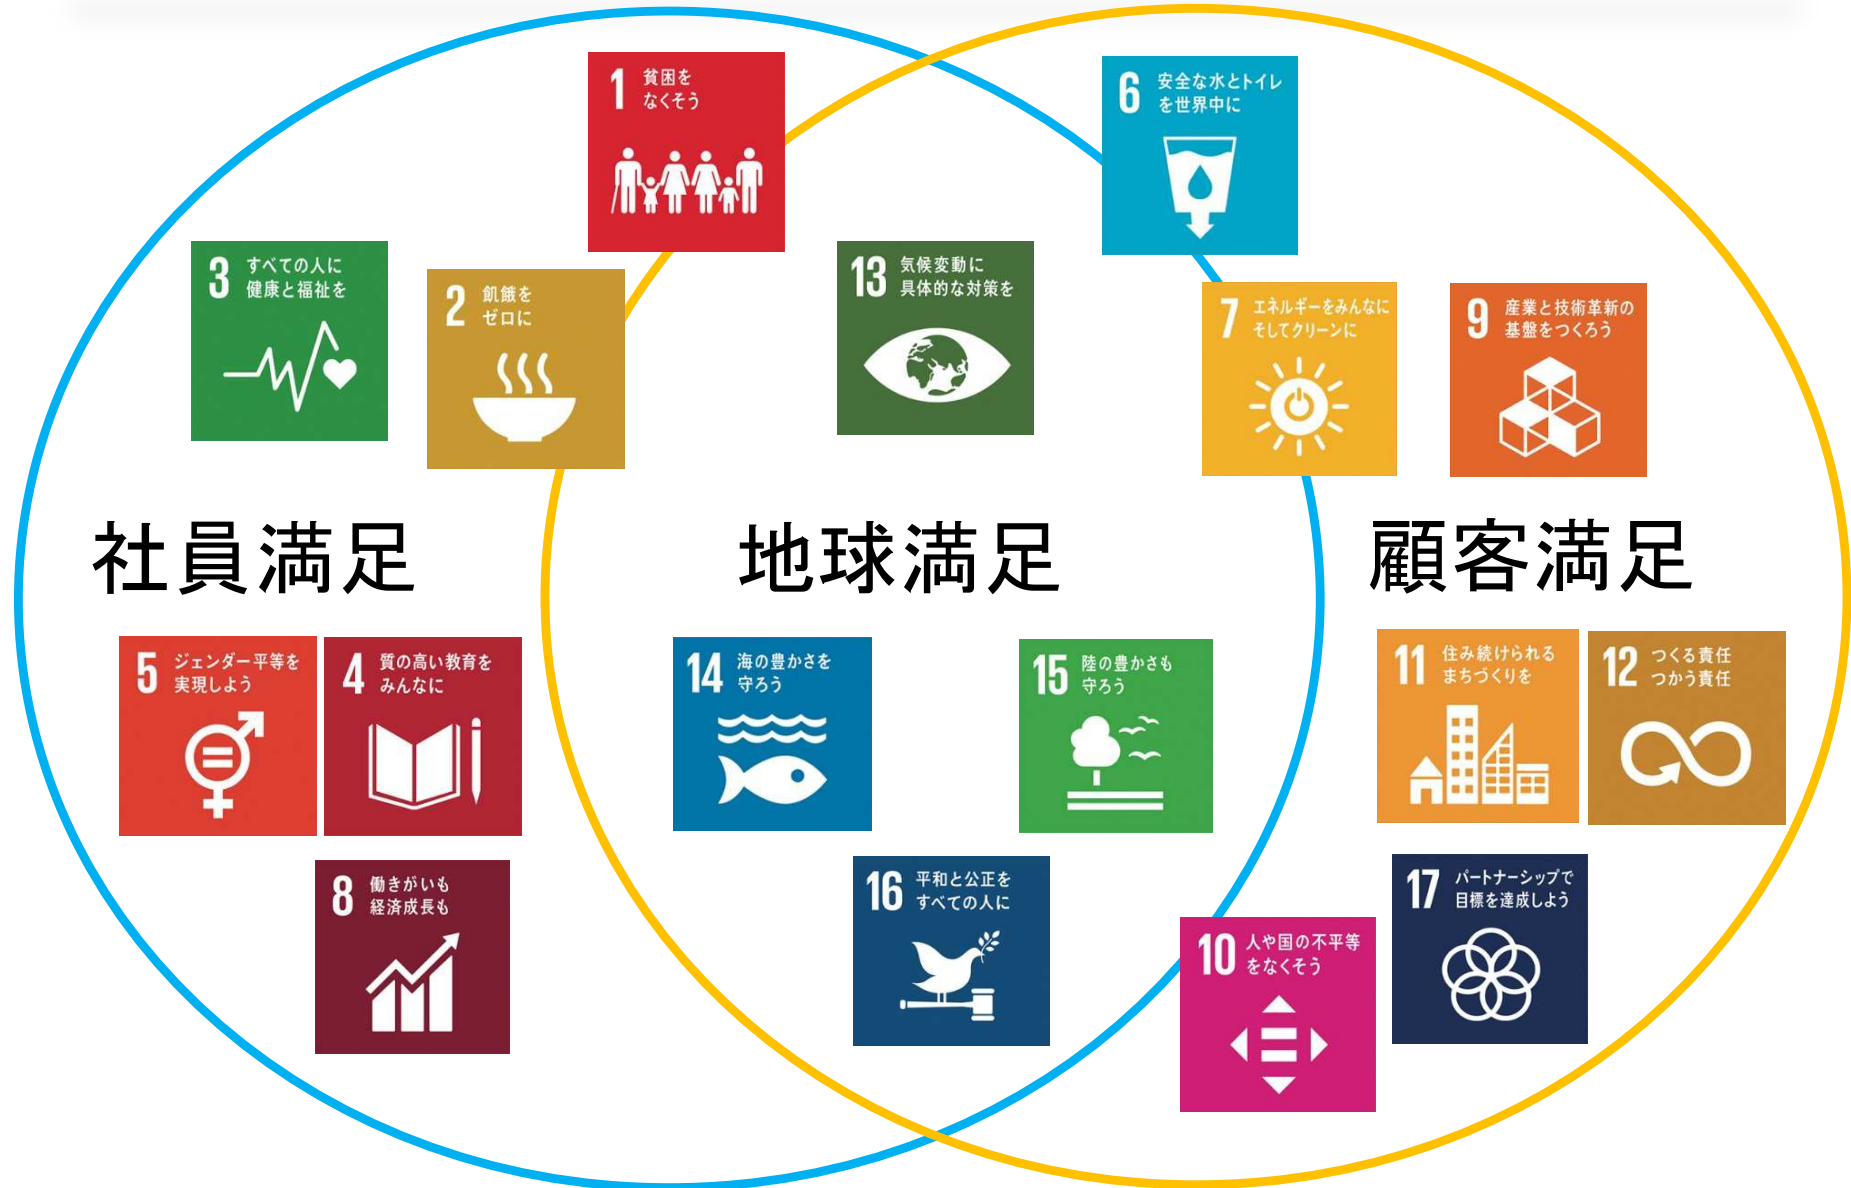 1 貧困を
なくそう
6 安全な水とトイレ
を世界中に
3 すべての人に
健康と福祉を
2 飢餓を
ゼロに
13 気候変動に
具体的な対策を
7 エネルギーをみんなに
そしてクリーンに
9 産業と技術革新の
基盤をつくろう
社員満足
地球満足
顧客満足
5 ジェンダー平等を
実現しよう
4 質の高い教育を
みんなに
14 海の豊かさを
守ろう
15 陸の豊かさも
守ろう
11 住み続けられる
まちづくりを
12 つくる責任
つかう責任
8 働きがいも
経済成長も
16 平和と公正を
すべての人に
10 人や国の不平等
をなくそう
17 パートナーシップで
目標を達成しよう